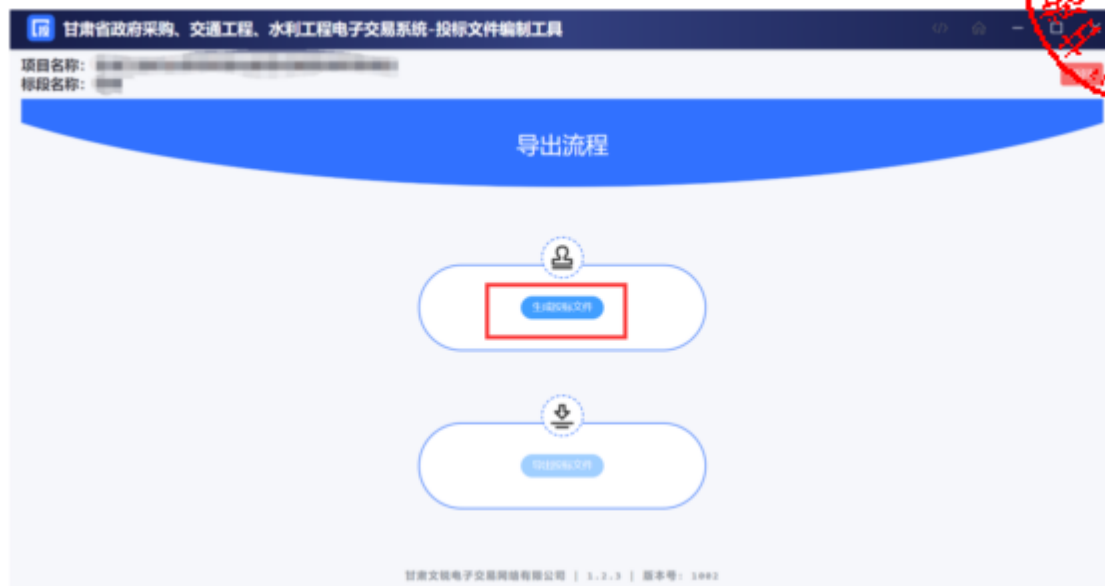 甘肃省政府采购、交通工程、水利工程电子交易系统-投标文件编制工具
项目名称：
标段名称：
导出流程
生成投标文件
导出投标文件
甘肃文锐电子交易网络有限公司 | 1.2.3 | 版本号: 1002